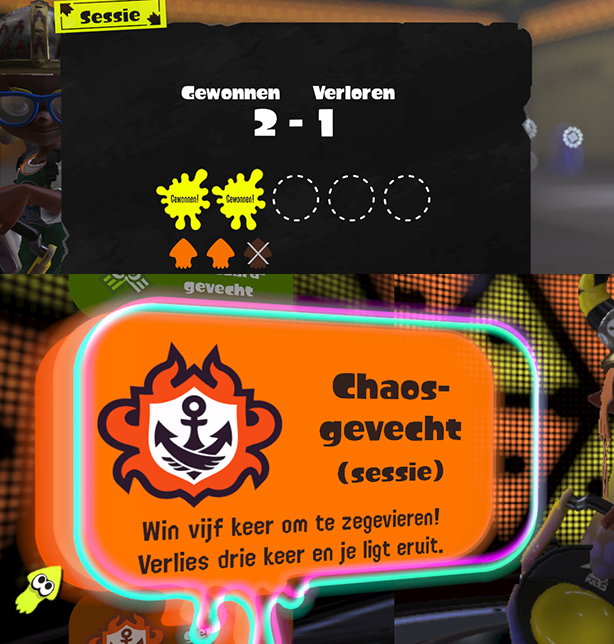 Sessie
Gewonnen Verloren
2 - 1
Gewonnen! Gewonnen!
gevecht
Chaos-
gevecht
(sessie)
Win vijf keer om te zegevieren!
Verlies drie keer en je ligt eruit.